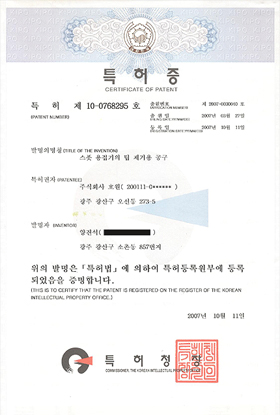 특허증
CERTIFICATE OF PATENT
특 허 제 10-0768295 호
(PATENT NUMBER)
출원번호
(APPLICATION NUMBER)
출 원 일
(FILING DATE:YY/MM/DD)
2007년 03월 27일
등 록 일
(REGISTRATION DATE:YY/MM/DD)
2007년 10월 11일
발명의명칭 (TITLE OF THE INVENTION)
스폿 용접기의 팁 제거용 공구
특허권자 (PATENTEE)
주식회사 호원 (200111-0******)
광주 광산구 오선동 273-5
발명자 (INVENTOR)
양진석
광주 광산구 소촌동 857번지
위의 발명은 「특허법」에 의하여 특허등록원부에 등록
되었음을 증명합니다.
(THIS IS TO CERTIFY THAT THE PATENT IS REGISTERED ON THE REGISTER OF THE KOREAN
INTELLECTUAL PROPERTY OFFICE.)
2007년 10월 11일
특허청장
COMMISSIONER, THE KOREAN INTELLECTUAL PROPERTY OFFICE